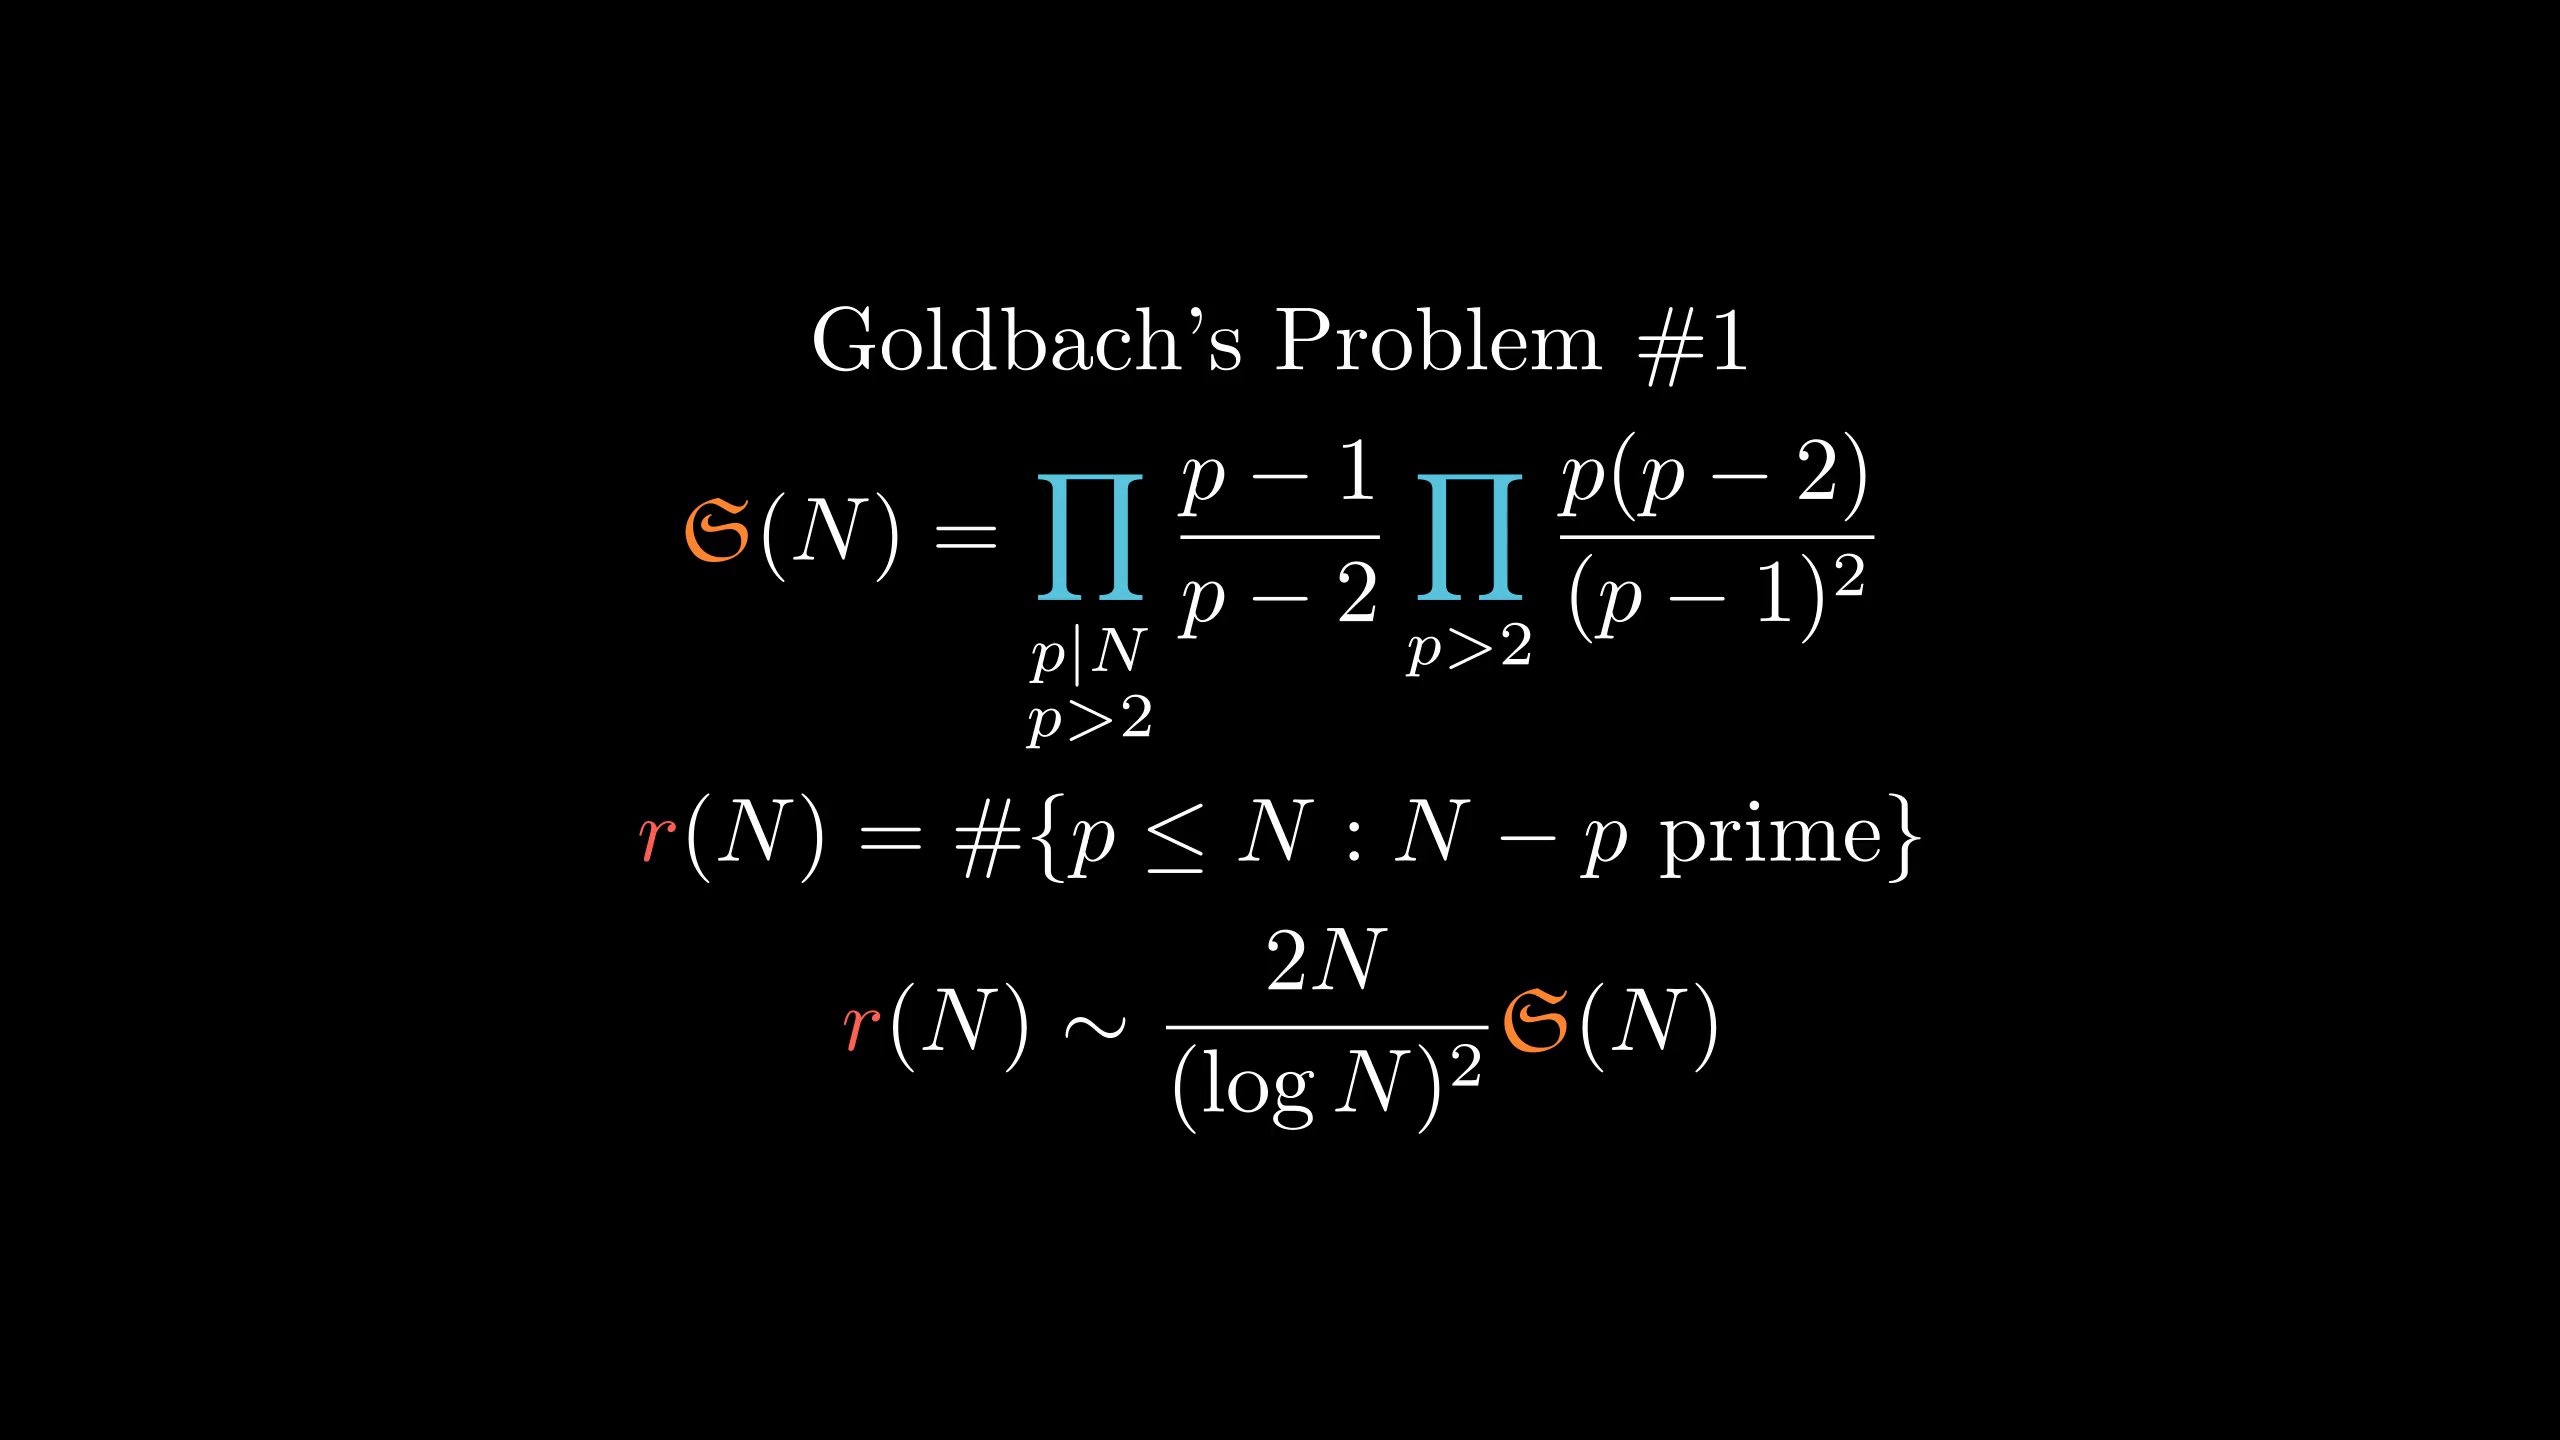 Goldbach's Problem #1
$\mathfrak{S}(N) = \prod_{\substack{p|N \\ p>2}} \frac{p-1}{p-2} \prod_{p>2} \frac{p(p-2)}{(p-1)^2}$
$r(N) = \#\{p \leq N : N - p \text{ prime}\}$
$r(N) \sim \frac{2N}{(\log N)^2} \mathfrak{S}(N)$